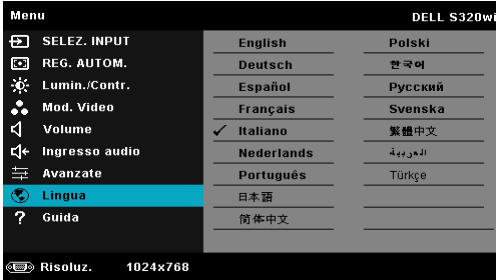 Menu DELL S320wi
SELEZ. INPUT
REG. AUTOM.
Lumin./Contr.
Mod. Video
Volume
Ingresso audio
Avanzate
Lingua
Guida
English
Deutsch
Español
Français
Italiano
Nederlands
Português
日本語
简体中文
Polski
한국어
Русский
Svenska
繁體中文
العربية
Türkçe
Risoluz. 1024x768